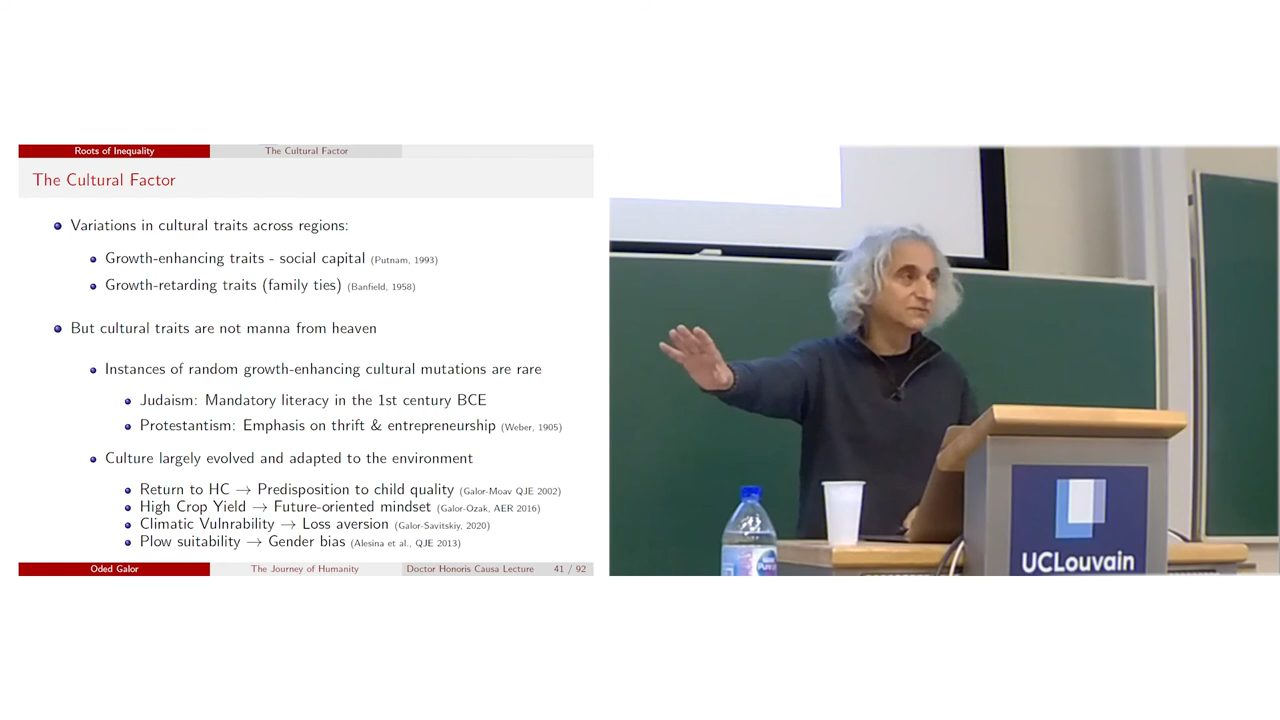 Roots of Inequality
The Cultural Factor
The Cultural Factor
Variations in cultural traits across regions:
Growth-enhancing traits - social capital (Putnam, 1993)
Growth-retarding traits (family ties) (Banfield, 1958)
But cultural traits are not manna from heaven
Instances of random growth-enhancing cultural mutations are rare
Judaism: Mandatory literacy in the 1st century BCE
Protestantism: Emphasis on thrift & entrepreneurship (Weber, 1905)
Culture largely evolved and adapted to the environment
Return to HC → Predisposition to child quality (Galor-Moav QJE 2002)
High Crop Yield → Future-oriented mindset (Galor-Ozak, AER 2016)
Climatic Vulnrability → Loss aversion (Galor-Savitskiy, 2020)
Plow suitability → Gender bias (Alesina et al., QJE 2013)
Oded Galor
The Journey of Humanity
Doctor Honoris Causa Lecture
41 / 92
UCLouvain